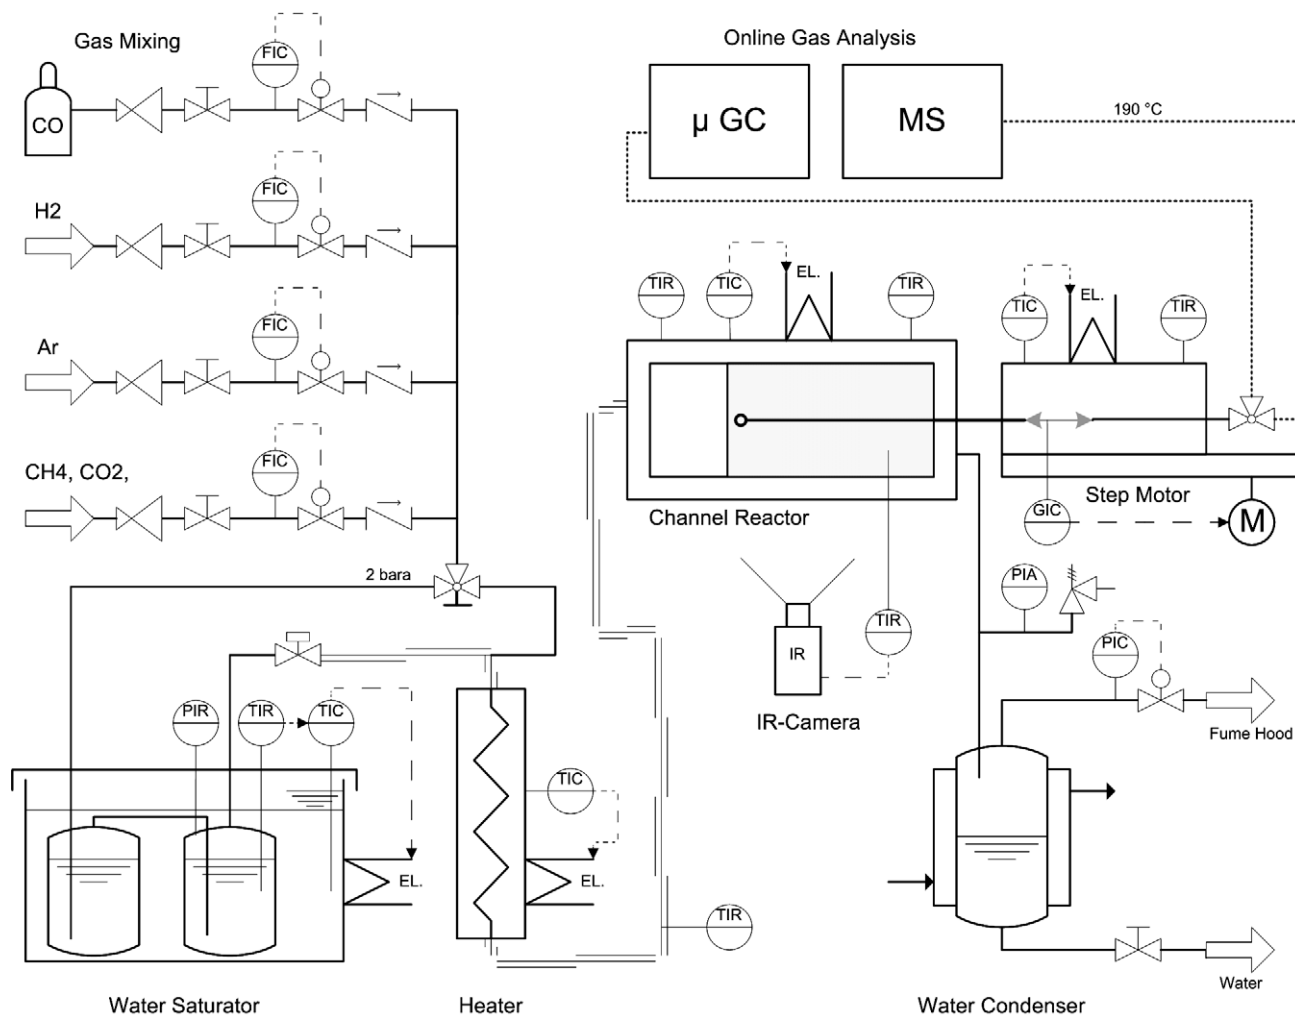 Gas Mixing
Online Gas Analysis
FIC
CO
µ GC
MS
190 °C
FIC
H2
TIR
TIC
EL.
TIR
TIC
EL.
TIR
FIC
Ar
FIC
CH4, CO2,
Channel Reactor
Step Motor
GIC
M
2 bara
PIA
TIR
IR
PIC
IR-Camera
Fume Hood
PIR
TIR
TIC
TIC
EL.
EL.
TIR
Water
Water Saturator
Heater
Water Condenser